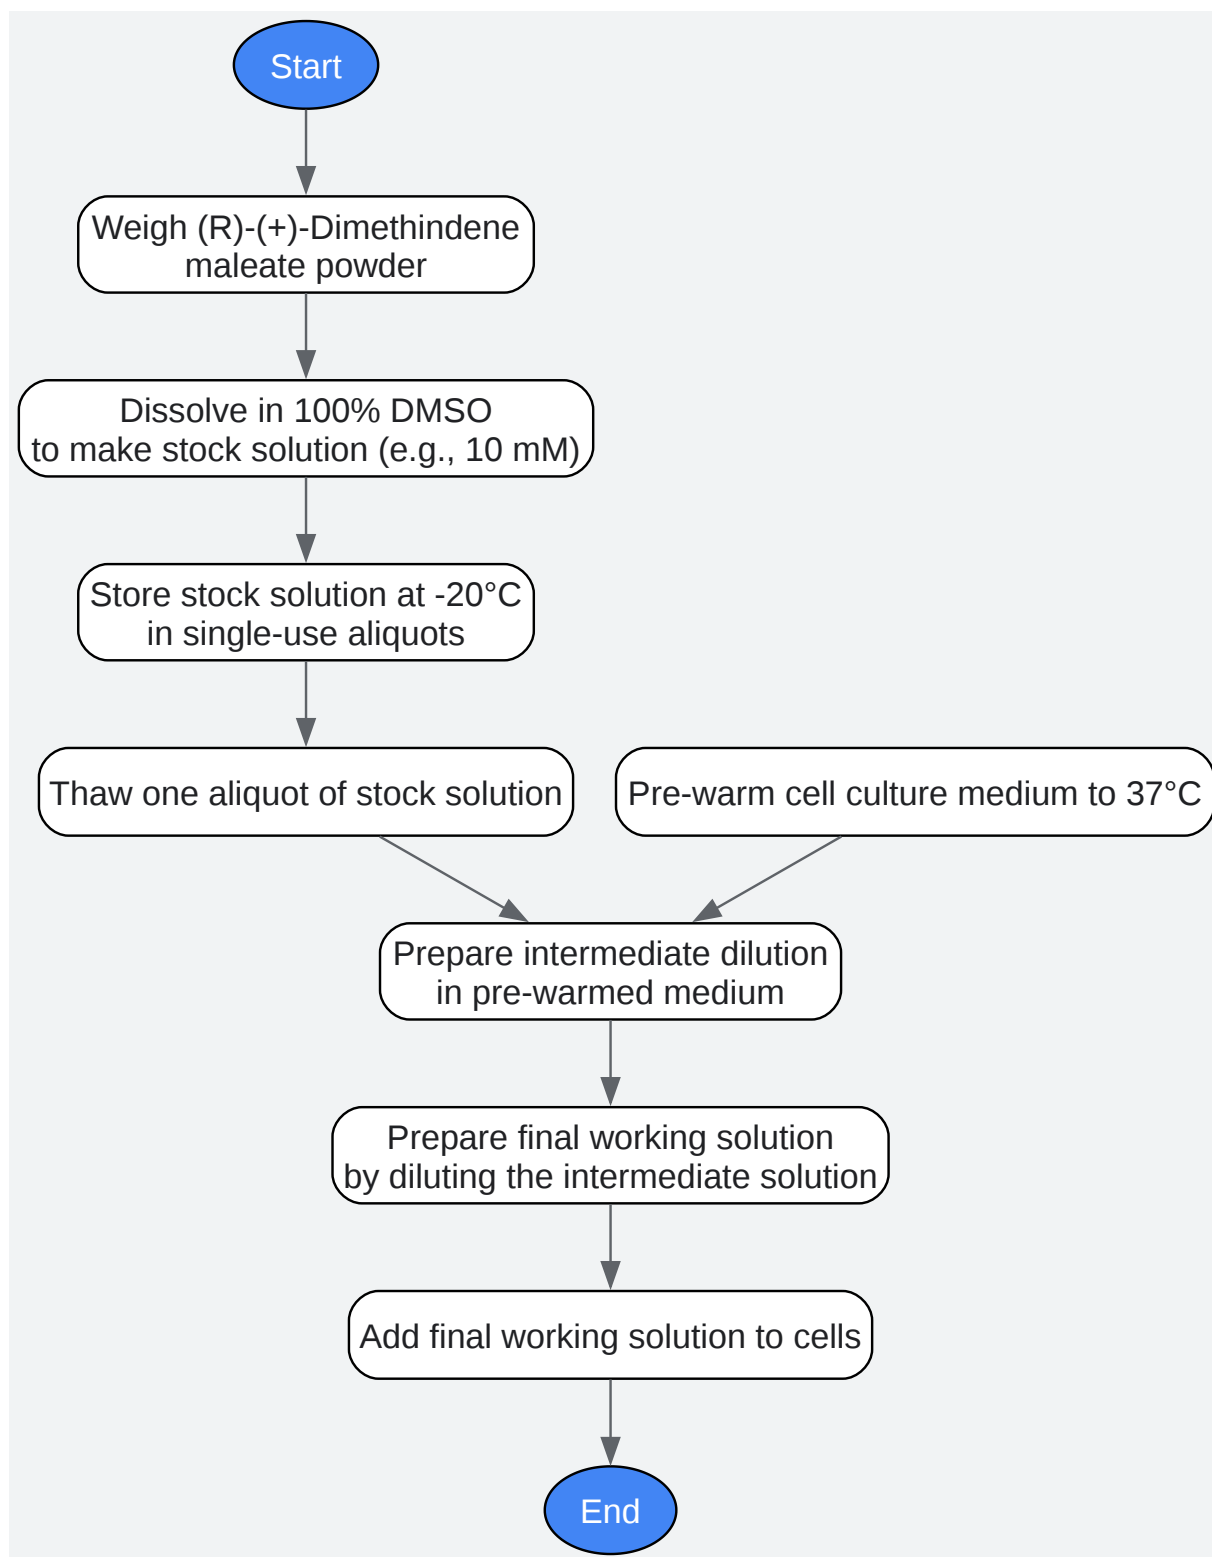 Start
Weigh (R)-(+)-Dimethindene
maleate powder
Dissolve in 100% DMSO
to make stock solution (e.g., 10 mM)
Store stock solution at -20°C
in single-use aliquots
Thaw one aliquot of stock solution
Pre-warm cell culture medium to 37°C
Prepare intermediate dilution
in pre-warmed medium
Prepare final working solution
by diluting the intermediate solution
Add final working solution to cells
End